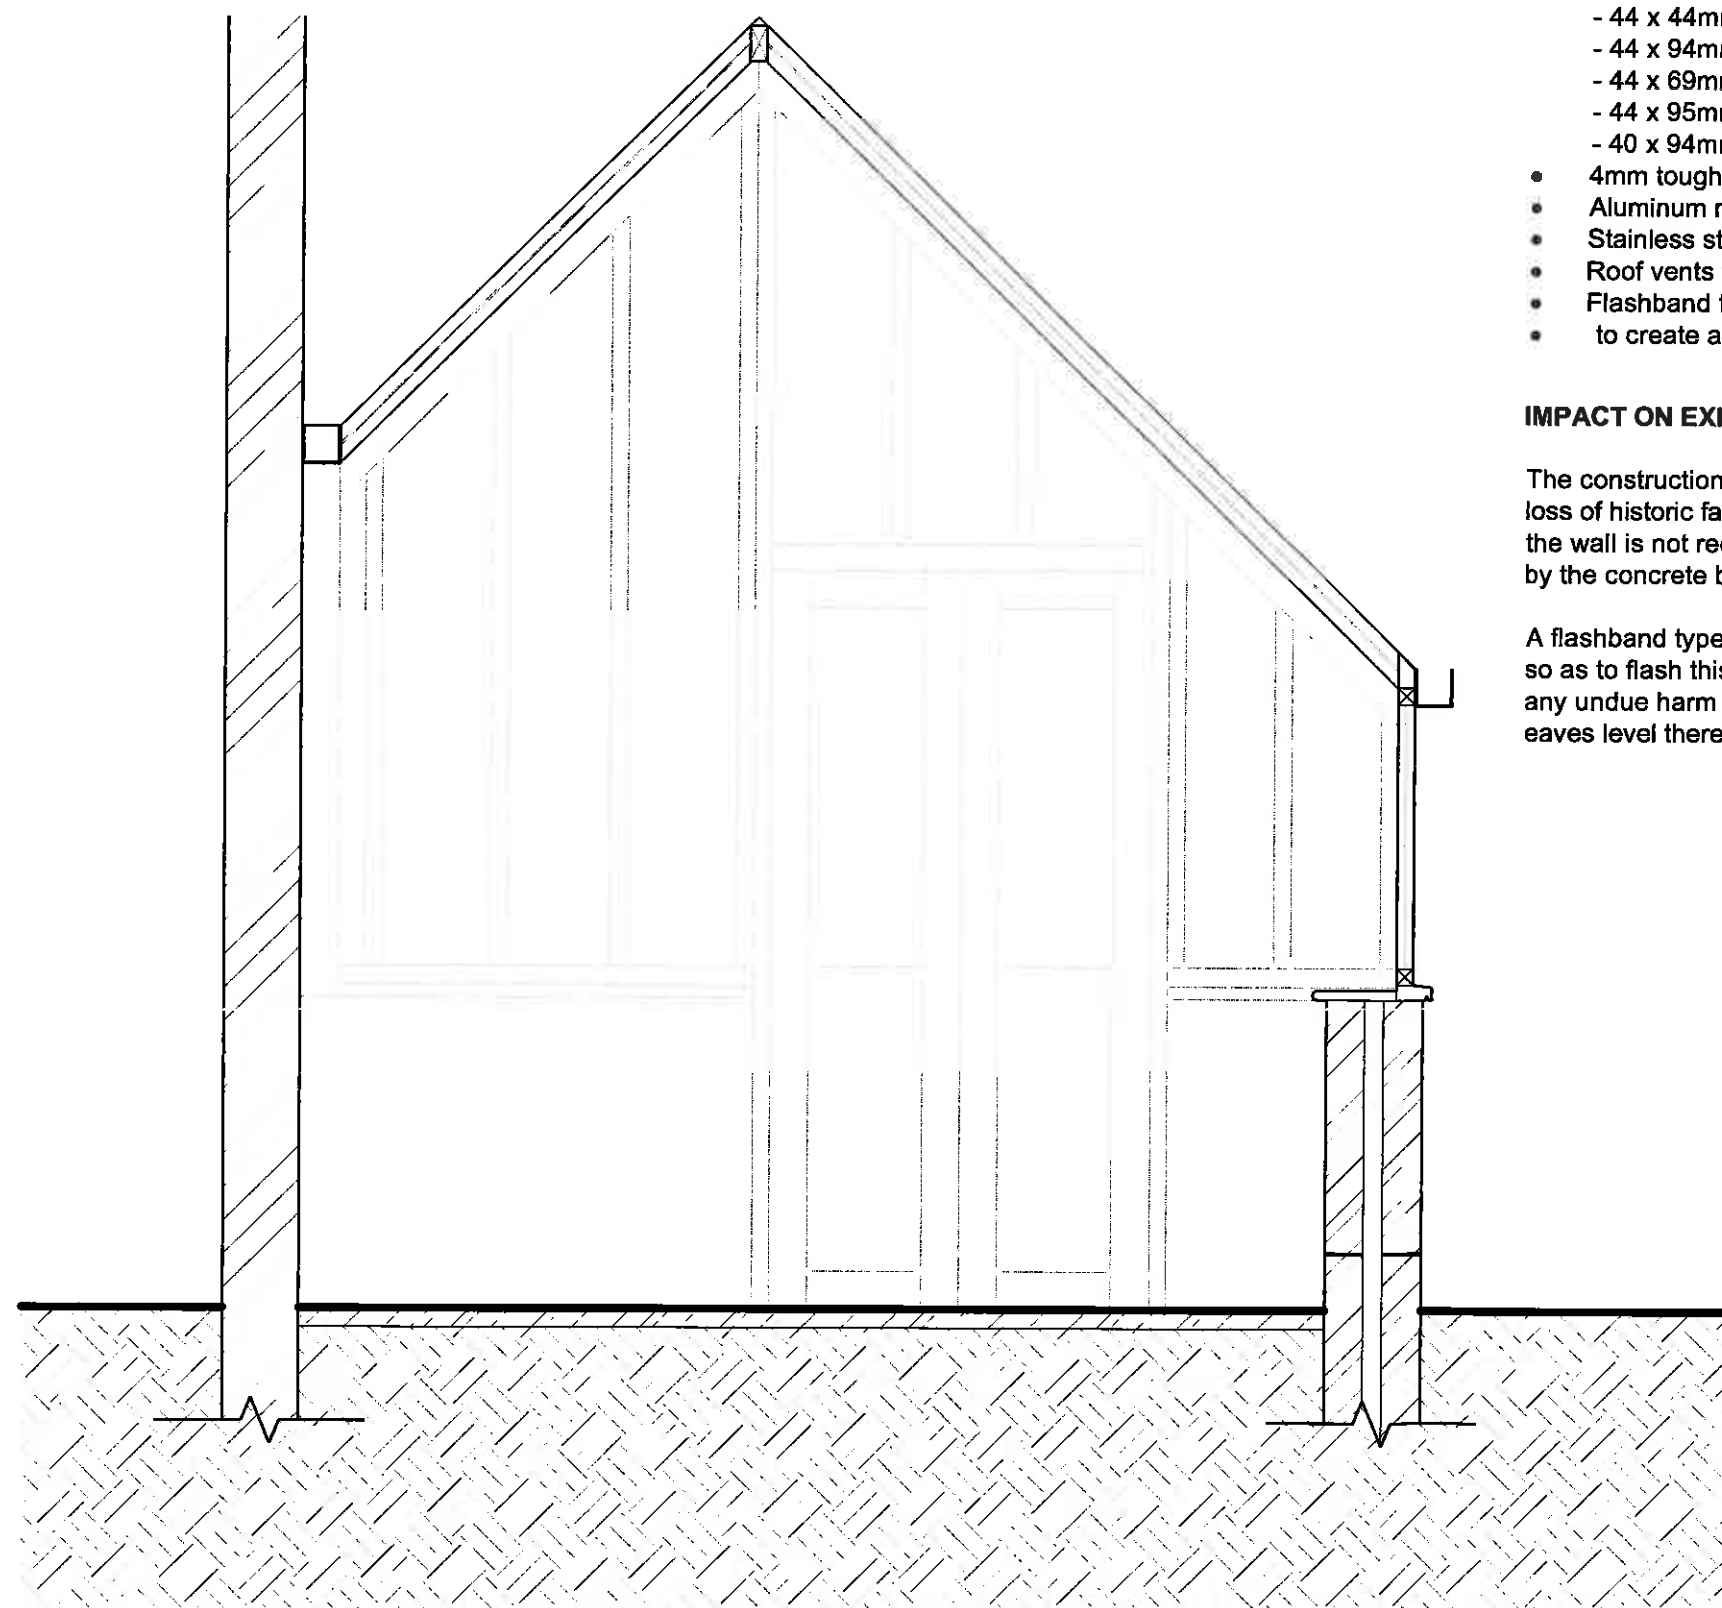 - 44 x 44m
- 44 x 94m
- 44 x 69m
- 44 x 95m
- 40 x 94m
• 4mm tough
• Aluminum r
• Stainless st
• Roof vents
• Flashband
• to create a
IMPACT ON EXI
The construction
loss of historic fa
the wall is not re
by the concrete b
A flashband type
so as to flash this
any undue harm
eaves level there